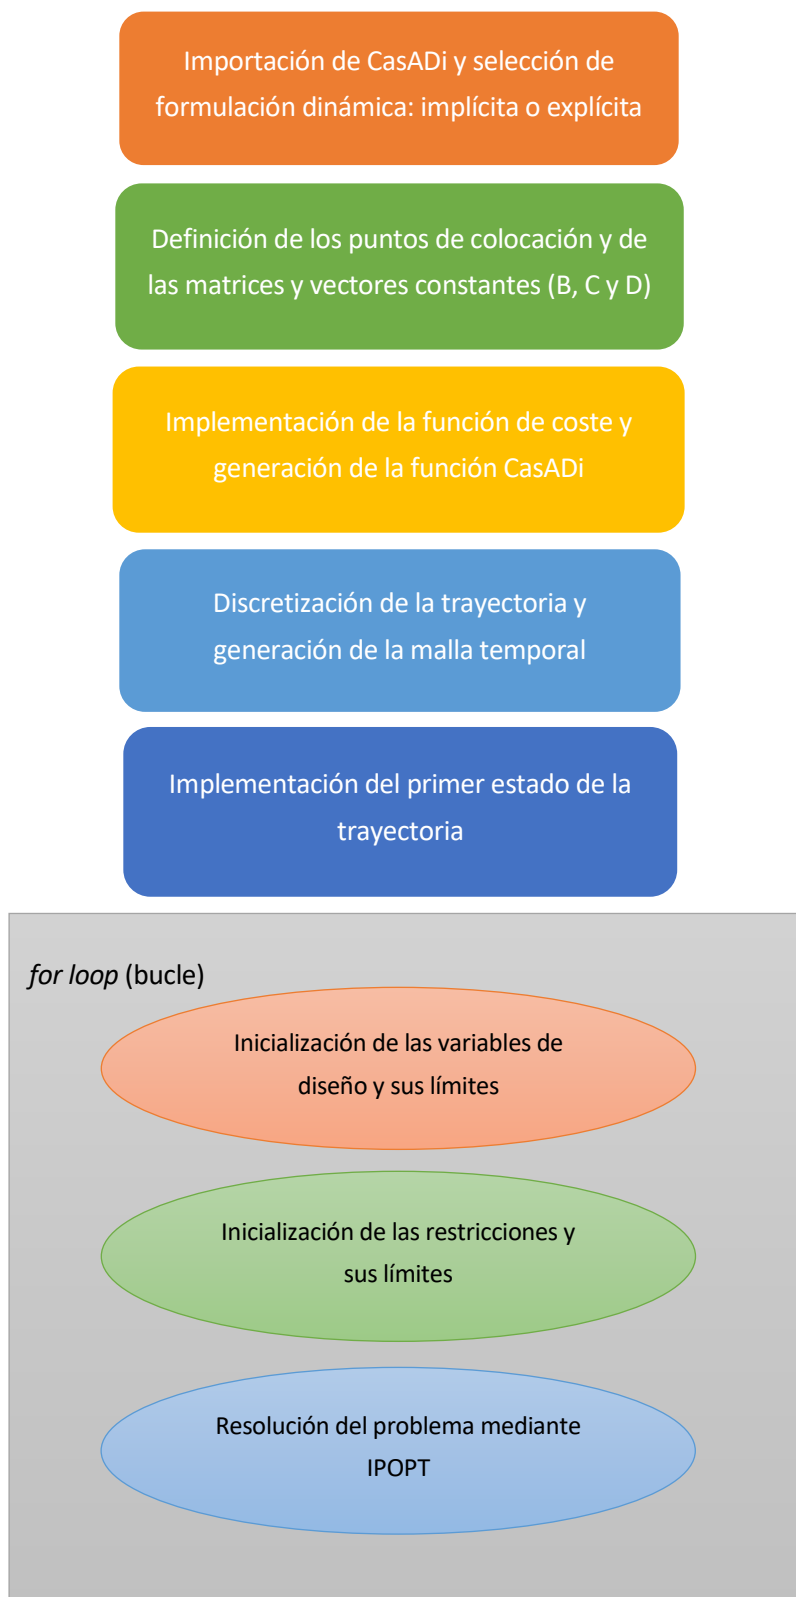 Importación de CasADi y selección de
formulación dinámica: implícita o explícita
Definición de los puntos de colocación y de
las matrices y vectores constantes (B, C y D)
Implementación de la función de coste y
generación de la función CasADi
Discretización de la trayectoria y
generación de la malla temporal
Implementación del primer estado de la
trayectoria
for loop (bucle)
Inicialización de las variables de
diseño y sus límites
Inicialización de las restricciones y
sus límites
Resolución del problema mediante
IPOPT